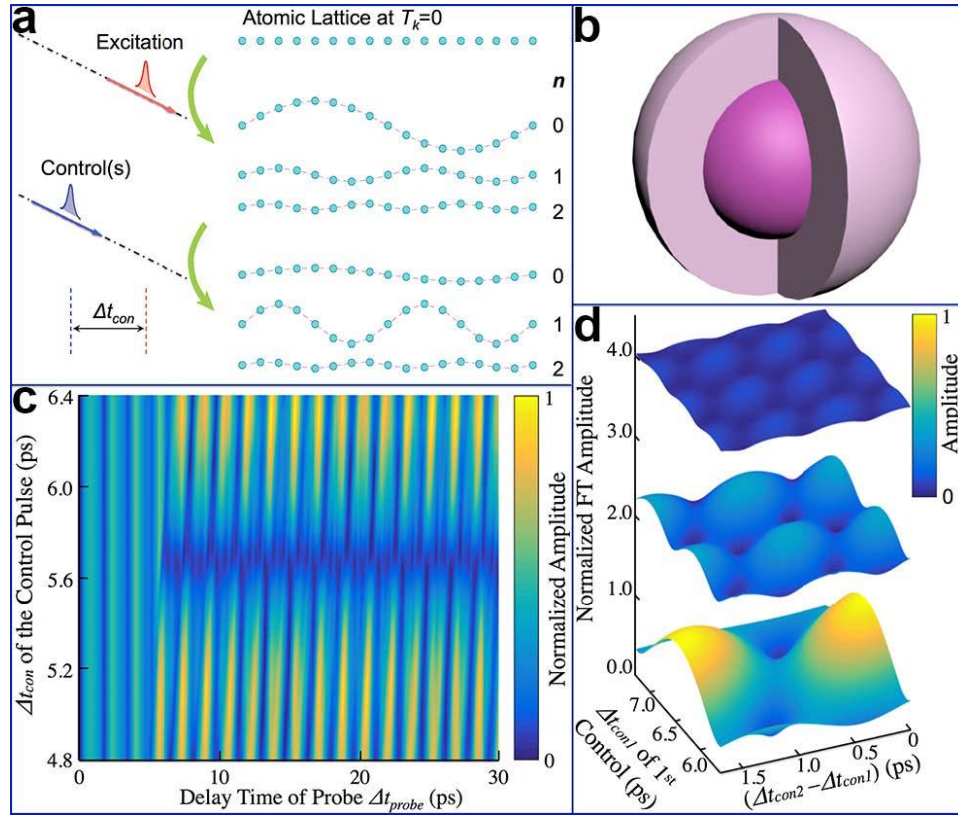 a
Atomic Lattice at Tₖ=0
Excitation
n
0
1
2
Control(s)
0
1
2
Δt_con
b
c
6.4
6.0
5.6
5.2
4.8
Δt_con of the Control Pulse (ps)
0
10
20
30
Delay Time of Probe Δt_probe (ps)
1
0
Normalized Amplitude
d
4.0
3.0
2.0
1.0
0.0
Normalized FT Amplitude
1
0
Amplitude
7.0
6.5
6.0
Δt_con1 of 1st
Control (ps)
1.5
1.0
0.5
0
(Δt_con2−Δt_con1) (ps)